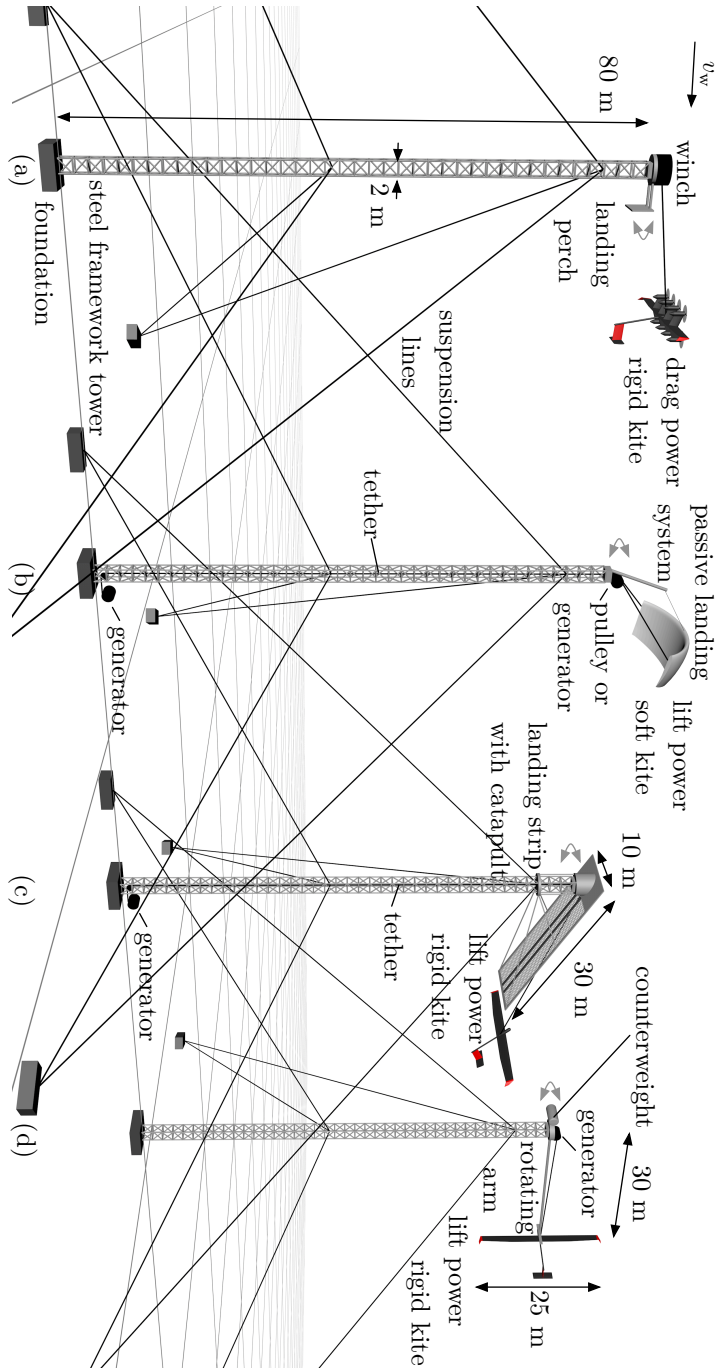 v_w
80 m
winch
2 m
landing
perch
drag power
rigid kite
steel framework tower
foundation
(a)
suspension
lines
passive landing
system
lift power
soft kite
pulley or
generator
tether
generator
(b)
10 m
30 m
landing strip
with catapult
lift power
rigid kite
tether
generator
(c)
counterweight
30 m
generator
rotating
arm
25 m
lift power
rigid kite
(d)